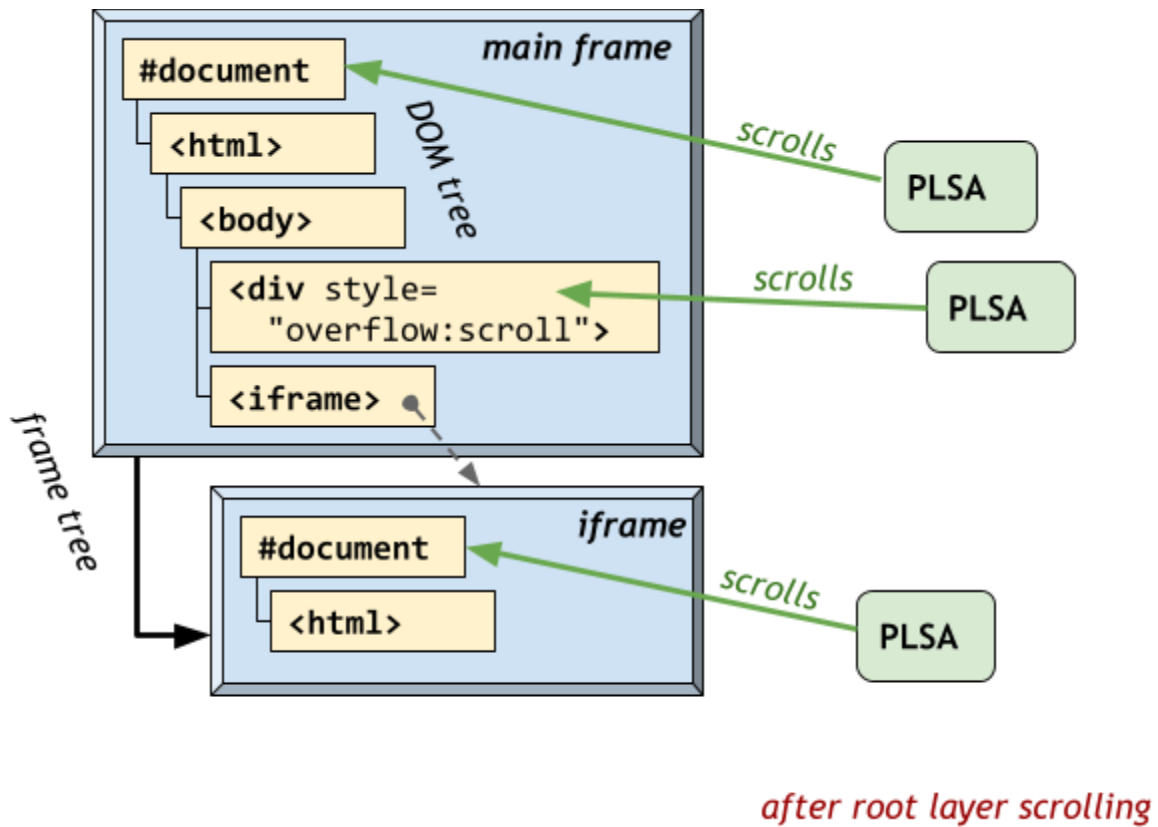 main frame
#document
DOM tree
<html>
<body>
<div style=
"overflow:scroll">
<iframe>
scrolls
PLSA
scrolls
PLSA
frame tree
iframe
#document
<html>
scrolls
PLSA
after root layer scrolling